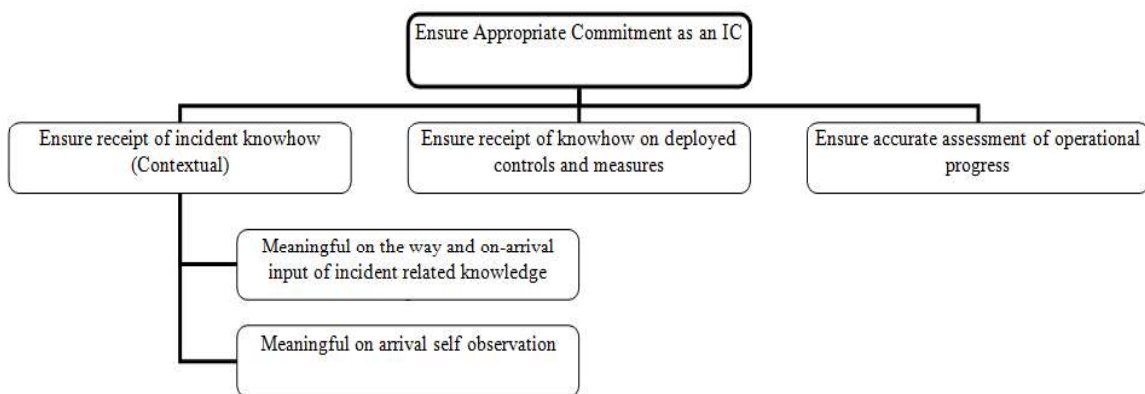 Ensure Appropriate Commitment as an IC
Ensure receipt of incident knowhow
(Contextual)
Ensure receipt of knowhow on deployed
controls and measures
Ensure accurate assessment of operational
progress
Meaningful on the way and on-arrival
input of incident related knowledge
Meaningful on arrival self observation